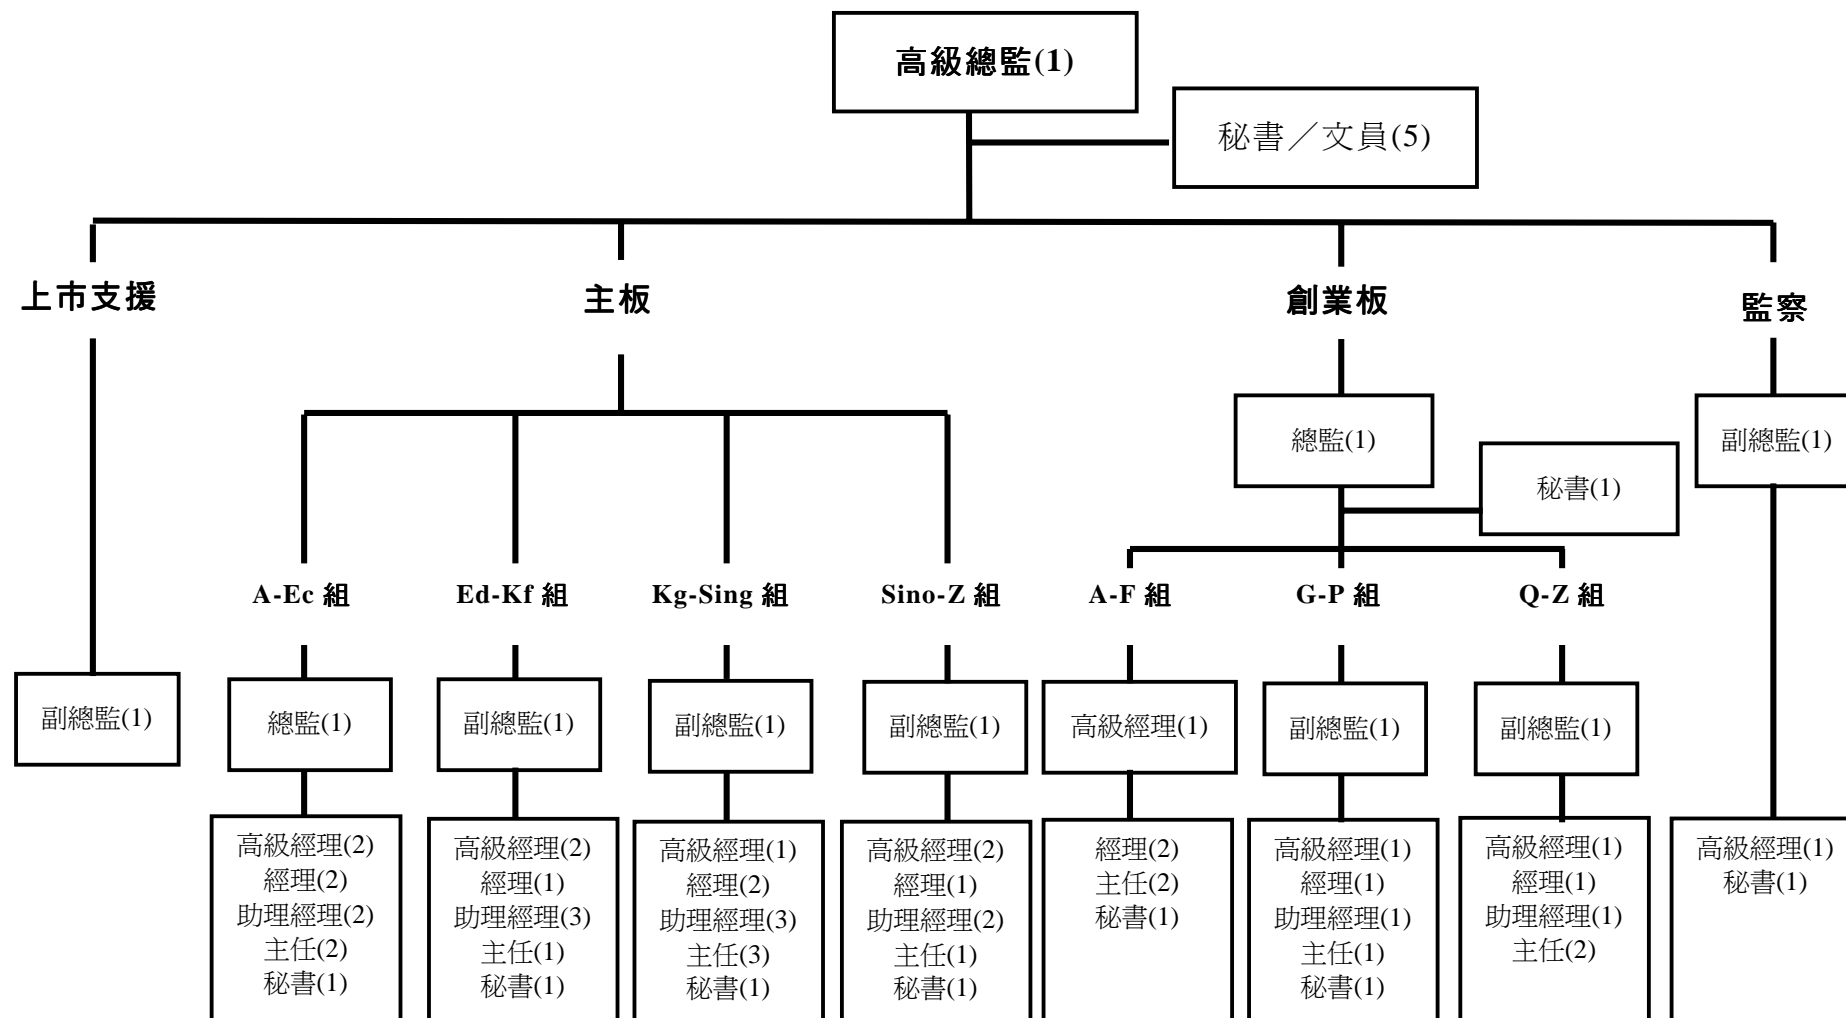 高級總監(1)
秘書／文員(5)
上市支援
主板
創業板
監察
總監(1)
副總監(1)
秘書(1)
A-Ec 組
Ed-Kf 組
Kg-Sing 組
Sino-Z 組
A-F 組
G-P 組
Q-Z 組
副總監(1)
總監(1)
副總監(1)
副總監(1)
副總監(1)
高級經理(1)
副總監(1)
副總監(1)
高級經理(2)
經理(2)
助理經理(2)
主任(2)
秘書(1)
高級經理(2)
經理(1)
助理經理(3)
主任(1)
秘書(1)
高級經理(1)
經理(2)
助理經理(3)
主任(3)
秘書(1)
高級經理(2)
經理(1)
助理經理(2)
主任(1)
秘書(1)
經理(2)
主任(2)
秘書(1)
高級經理(1)
經理(1)
助理經理(1)
主任(1)
秘書(1)
高級經理(1)
經理(1)
助理經理(1)
主任(2)
高級經理(1)
秘書(1)